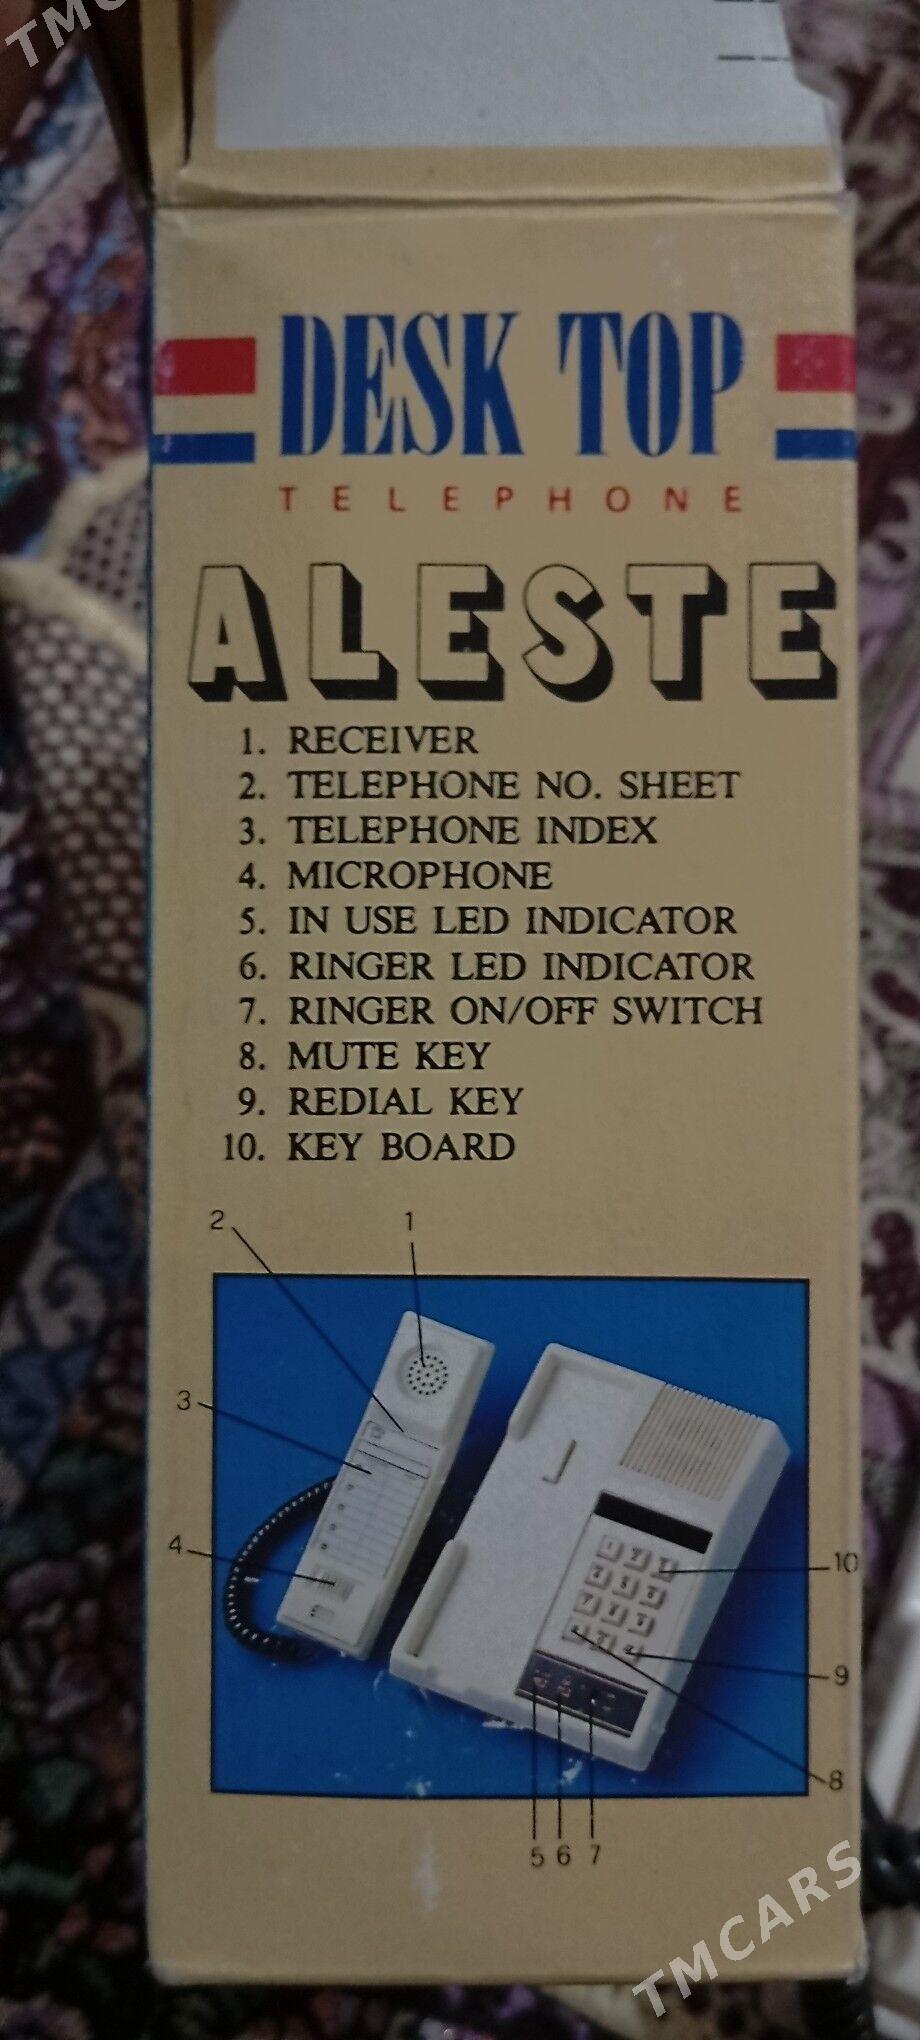 TMC
DESK TOP
TELEPHONE
ALESTE
1. RECEIVER
2. TELEPHONE NO. SHEET
3. TELEPHONE INDEX
4. MICROPHONE
5. IN USE LED INDICATOR
6. RINGER LED INDICATOR
7. RINGER ON/OFF SWITCH
8. MUTE KEY
9. REDIAL KEY
10. KEY BOARD
2 1
3
4
10
9
8
5 6 7
TMCARS